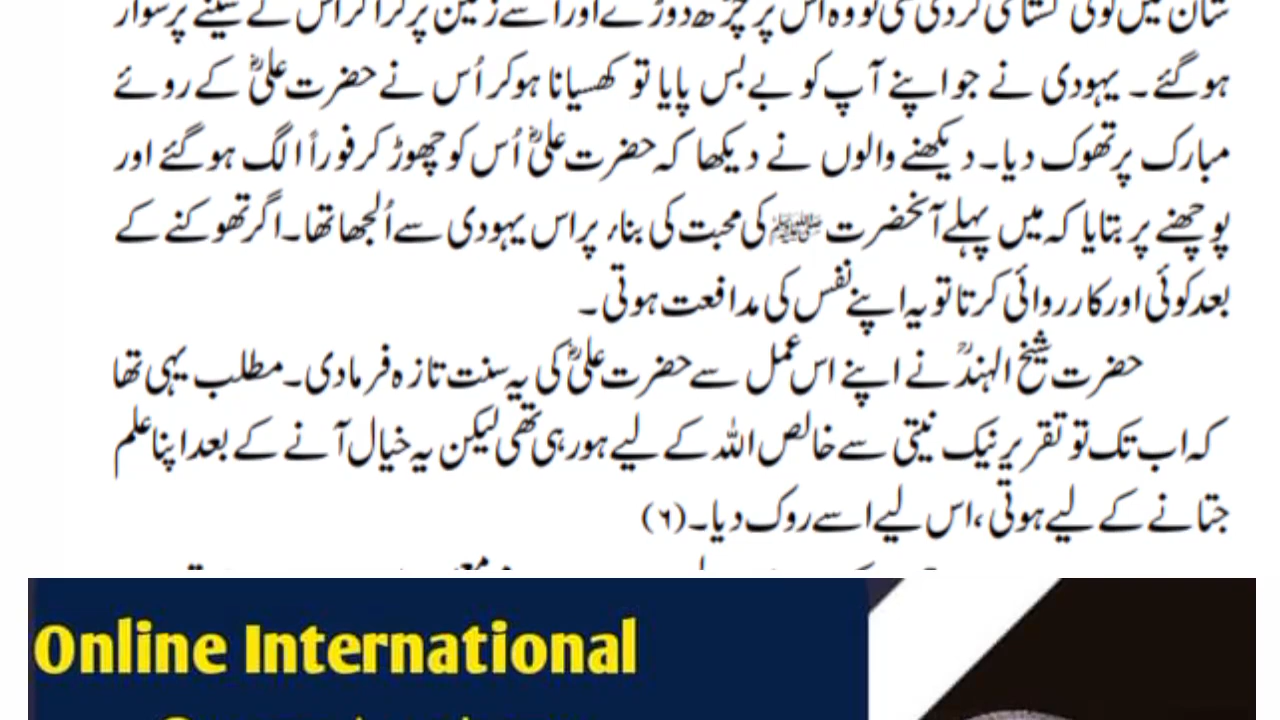 شان میں کوئی گستاخی کردی تھی تو وہ اس پر چڑھ دوڑے اور اُسے زمین پر گرا کر اس کے سینے پر سوار
ہوگئے۔ یہودی نے جو اپنے آپ کو بے بس پایا تو کھسیانا ہوکر اُس نے حضرت علیؓ کے روئے
مبارک پر تھوک دیا۔ دیکھنے والوں نے دیکھا کہ حضرت علیؓ اُس کو چھوڑ کر فوراً الگ ہوگئے اور
پوچھنے پر بتایا کہ میں پہلے آنحضرت ﷺ کی محبت کی بناء پر اس یہودی سے اُلجھا تھا۔ اگر تھوکنے کے
بعد کوئی اور کارروائی کرتا تو یہ اپنے نفس کی مدافعت ہوتی۔
حضرت شیخ الہندؒ نے اپنے اس عمل سے حضرت علیؓ کی یہ سنت تازہ فرمادی۔ مطلب یہی تھا
کہ اب تک تو تقریر نیک نیتی سے خالص اللہ کے لیے ہورہی تھی لیکن یہ خیال آنے کے بعد اپنا علم
جتانے کے لیے ہوتی، اس لیے اسے روک دیا۔ (۶)
Online International